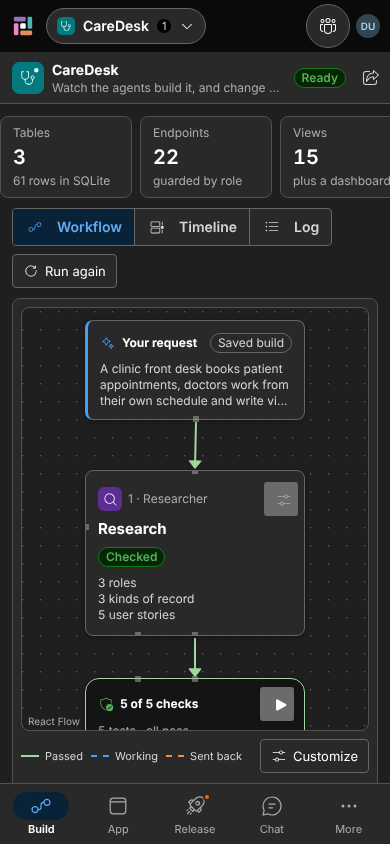 CareDesk 1
DU
CareDesk
Watch the agents build it, and change ...
Ready
Tables
3
61 rows in SQLite
Endpoints
22
guarded by role
Views
15
plus a dashboard
Workflow
Timeline
Log
Run again
Your request
Saved build
A clinic front desk books patient
appointments, doctors work from
their own schedule and write vi...
1 · Researcher
Research
Checked
3 roles
3 kinds of record
5 user stories
5 of 5 checks
5 tests · all pass
React Flow
Passed
Working
Sent back
Customize
Build
App
Release
Chat
More